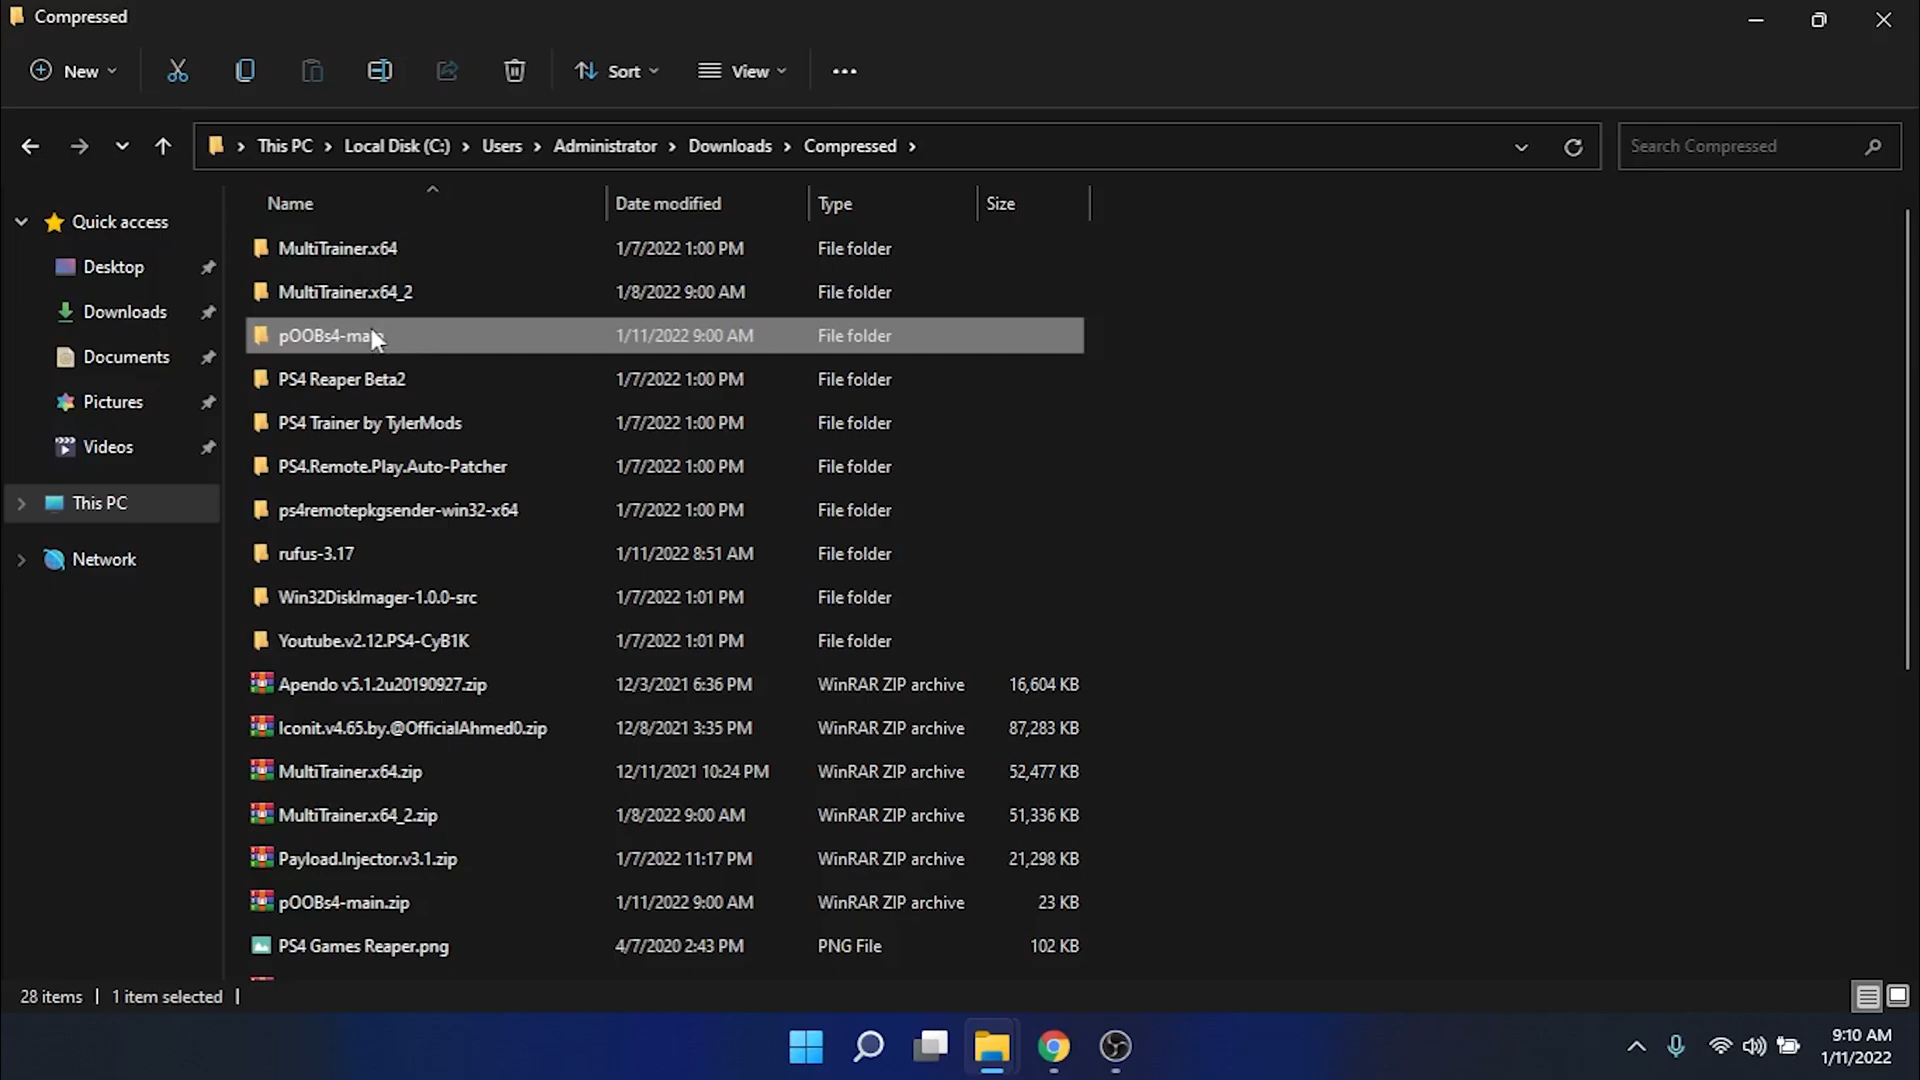 Compressed
New
Sort
View
This PC > Local Disk (C:) > Users > Administrator > Downloads > Compressed >
Search Compressed
Quick access
Desktop
Downloads
Documents
Pictures
Videos
This PC
Network
Name Date modified Type Size
MultiTrainer.x64 1/7/2022 1:00 PM File folder
MultiTrainer.x64_2 1/8/2022 9:00 AM File folder
pOOBs4-main 1/11/2022 9:00 AM File folder
PS4 Reaper Beta2 1/7/2022 1:00 PM File folder
PS4 Trainer by TylerMods 1/7/2022 1:00 PM File folder
PS4.Remote.Play.Auto-Patcher 1/7/2022 1:00 PM File folder
ps4remotepkgsender-win32-x64 1/7/2022 1:00 PM File folder
rufus-3.17 1/11/2022 8:51 AM File folder
Win32DiskImager-1.0.0-src 1/7/2022 1:01 PM File folder
Youtube.v2.12.PS4-CyB1K 1/7/2022 1:01 PM File folder
Apendo v5.1.2u20190927.zip 12/3/2021 6:36 PM WinRAR ZIP archive 16,604 KB
Iconit.v4.65.by.@OfficialAhmed0.zip 12/8/2021 3:35 PM WinRAR ZIP archive 87,283 KB
MultiTrainer.x64.zip 12/11/2021 10:24 PM WinRAR ZIP archive 52,477 KB
MultiTrainer.x64_2.zip 1/8/2022 9:00 AM WinRAR ZIP archive 51,336 KB
Payload.Injector.v3.1.zip 1/7/2022 11:17 PM WinRAR ZIP archive 21,298 KB
pOOBs4-main.zip 1/11/2022 9:00 AM WinRAR ZIP archive 23 KB
PS4 Games Reaper.png 4/7/2020 2:43 PM PNG File 102 KB
28 items | 1 item selected |
9:10 AM
1/11/2022